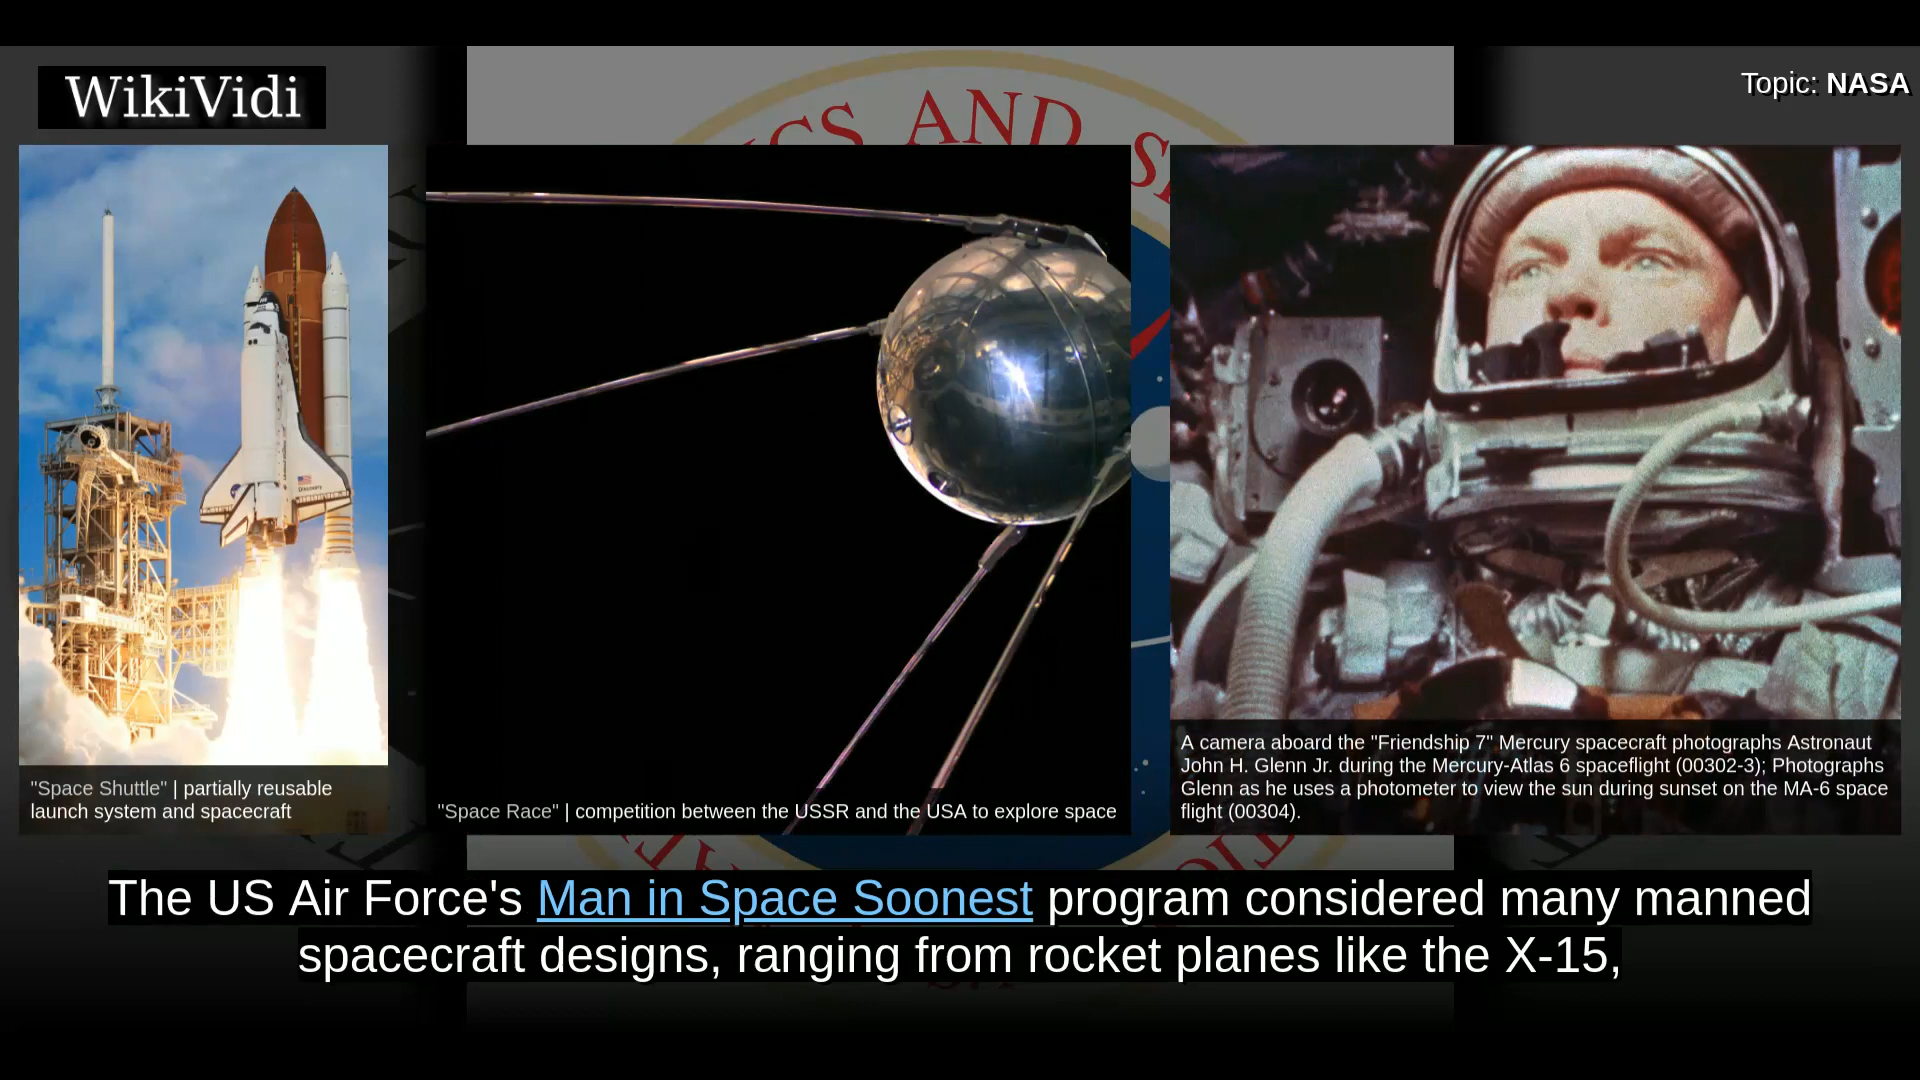 WikiVidi
Topic: NASA
CS AND S
Discovery
"Space Shuttle" | partially reusable
launch system and spacecraft
"Space Race" | competition between the USSR and the USA to explore space
A camera aboard the "Friendship 7" Mercury spacecraft photographs Astronaut
John H. Glenn Jr. during the Mercury-Atlas 6 spaceflight (00302-3); Photographs
Glenn as he uses a photometer to view the sun during sunset on the MA-6 space
flight (00304).
The US Air Force's Man in Space Soonest program considered many manned
spacecraft designs, ranging from rocket planes like the X-15,